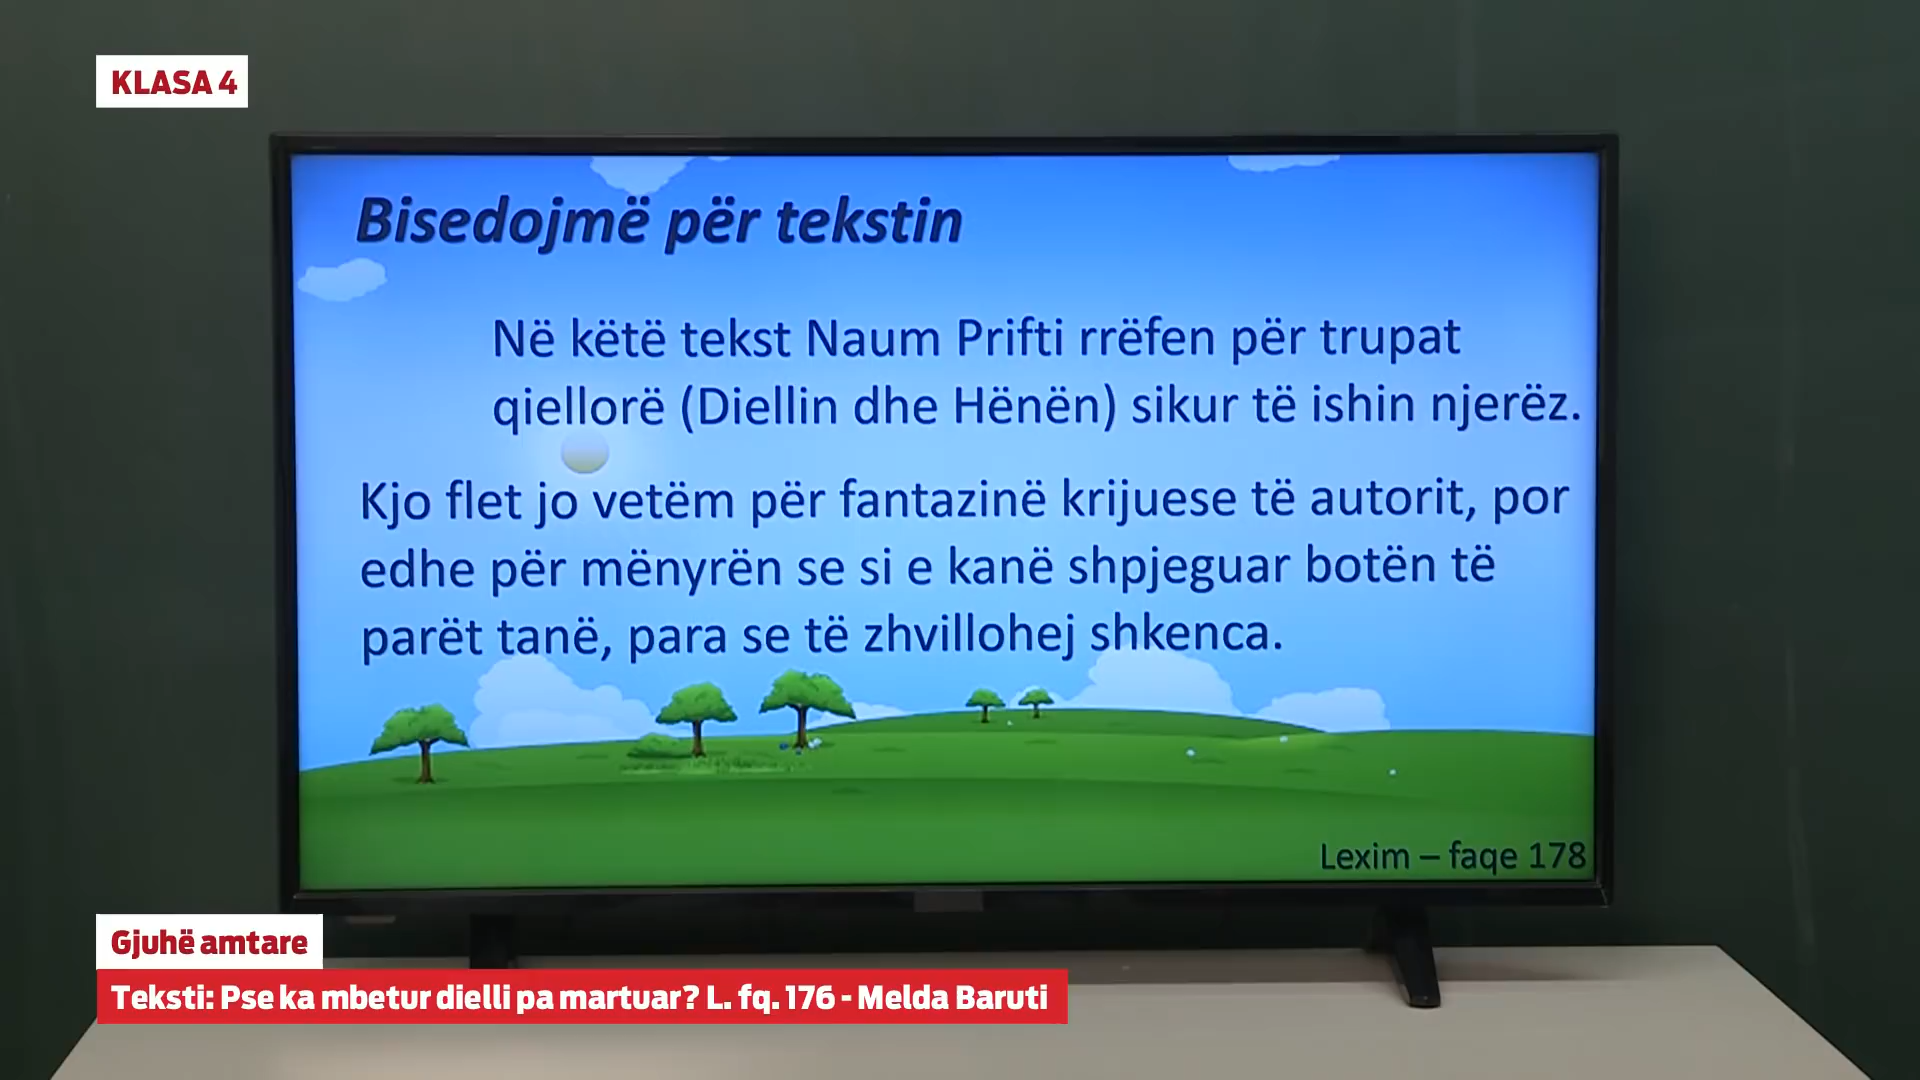 KLASA 4
Bisedojmë për tekstin
Në këtë tekst Naum Prifti rrëfen për trupat
qiellorë (Diellin dhe Hënën) sikur të ishin njerëz.
Kjo flet jo vetëm për fantazinë krijuese të autorit, por
edhe për mënyrën se si e kanë shpjeguar botën të
parët tanë, para se të zhvillohej shkenca.
Lexim – faqe 178
Gjuhë amtare
Teksti: Pse ka mbetur dielli pa martuar? L. fq. 176 - Melda Baruti